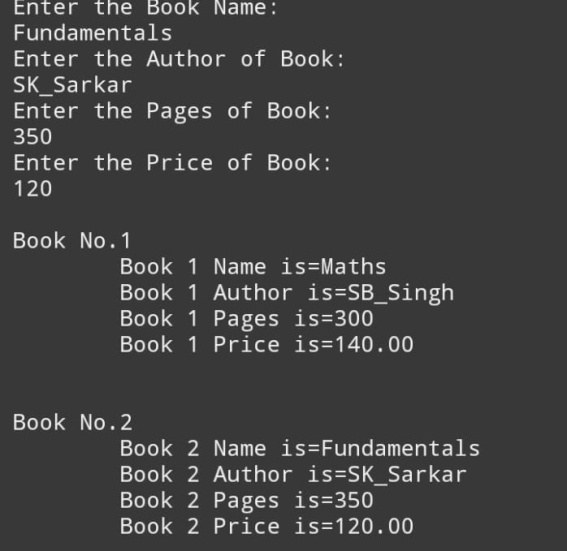 Enter the Book Name:
Fundamentals
Enter the Author of Book:
SK_Sarkar
Enter the Pages of Book:
350
Enter the Price of Book:
120
Book No.1
Book 1 Name is=Maths
Book 1 Author is=SB_Singh
Book 1 Pages is=300
Book 1 Price is=140.00
Book No.2
Book 2 Name is=Fundamentals
Book 2 Author is=SK_Sarkar
Book 2 Pages is=350
Book 2 Price is=120.00